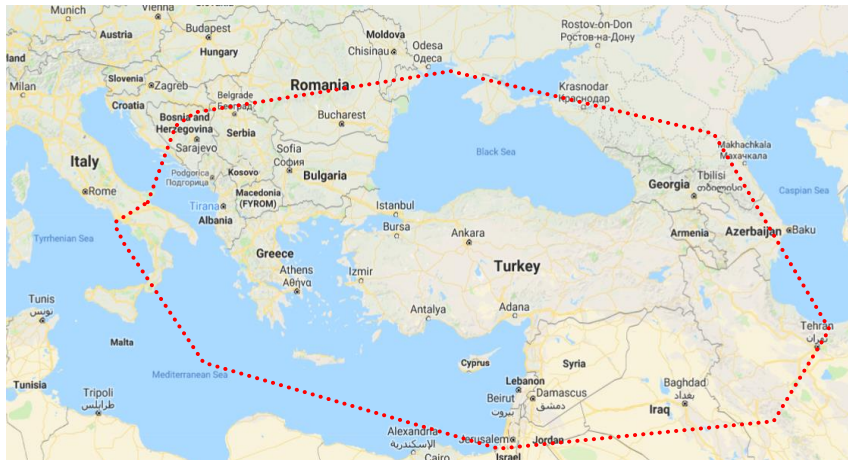 Munich
Vienna
Austria
Budapest
Hungary
Moldova
Chisinau
Odesa
Одеса
Rostov-on-Don
Ростов-на-Дону
land
Milan
Slovenia
Zagreb
Croatia
Romania
Krasnodar
Краснодар
Belgrade
Београд
Bosnia and
Herzegovina
Sarajevo
Serbia
Bucharest
Makhachkala
Махачкала
Italy
Rome
Podgorica
Подгорица
Kosovo
Sofia
София
Bulgaria
Black Sea
Georgia
Tbilisi
თბილისი
Caspian Sea
Tirana
Macedonia
(FYROM)
Albania
Istanbul
Bursa
Ankara
Armenia
Azerbaijan
Baku
Tyrrhenian Sea
Greece
Athens
Αθήνα
Izmir
Turkey
Antalya
Adana
Tunis
تونس
Malta
Tehran
تهران
Cyprus
Syria
Mediterranean Sea
Tunisia
Tripoli
طرابلس
Lebanon
Beirut
بيروت
Damascus
دمشق
Baghdad
بغداد
Iraq
Alexandria
الإسكندرية
Jerusalem
Jordan
Cairo
Israel